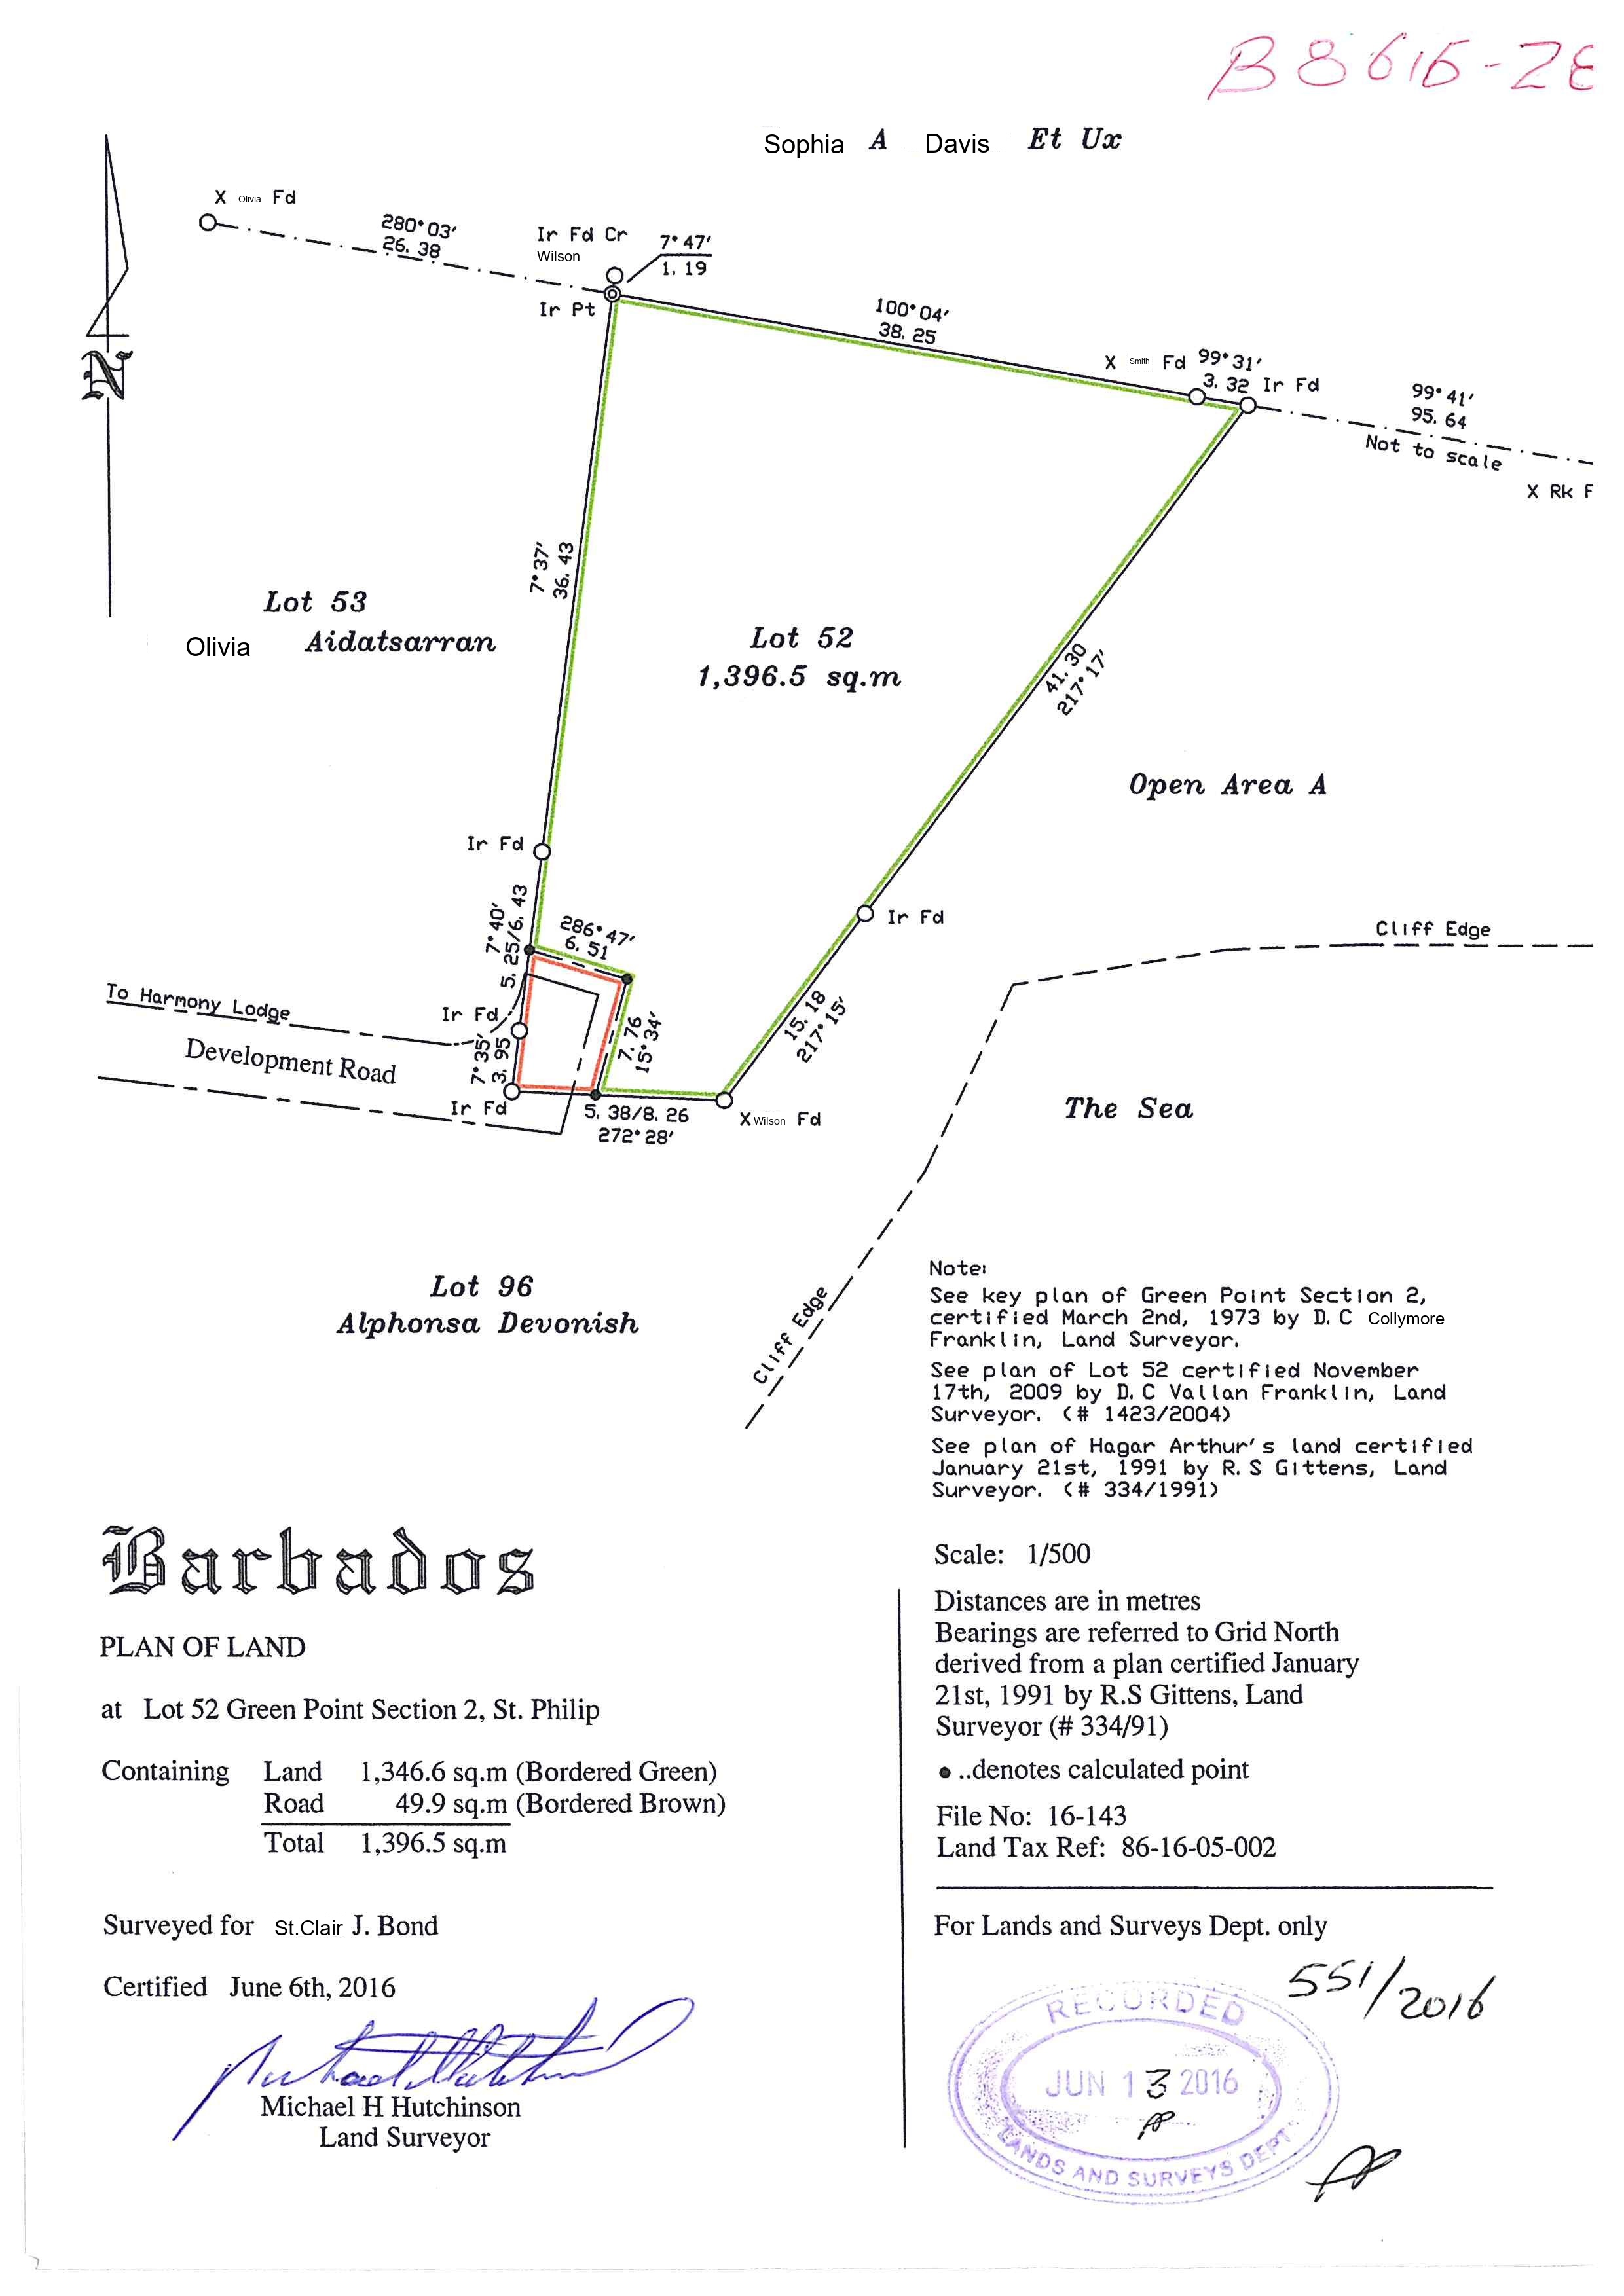 B8615-28
Sophia A Davis Et Ux
X Olivia Fd
280°03'
26.38
Ir Fd Cr
Wilson
7°47'
1.19
Ir Pt
100°04'
38.25
X Smith Fd
99°31'
3.32
Ir Fd
99°41'
95.64
Not to scale
X Rk F
N
7°37'
36.43
Lot 53
Olivia Aidatsarran
Lot 52
1,396.5 sq.m
41.30
217°17'
Open Area A
Ir Fd
Ir Fd
Cliff Edge
7°40'
5.25/6.43
286°47'
6.51
To Harmony Lodge
Ir Fd
Development Road
7°35'
3.95
7.76
15°34'
15.18
217°15'
Ir Fd
5.38/8.26
272°28'
X Wilson Fd
The Sea
Lot 96
Alphonsa Devonish
Cliff Edge
Note:
See key plan of Green Point Section 2,
certified March 2nd, 1973 by D.C Collymore
Franklin, Land Surveyor.
See plan of Lot 52 certified November
17th, 2009 by D.C Vallan Franklin, Land
Surveyor. (# 1423/2004)
See plan of Hagar Arthur's land certified
January 21st, 1991 by R.S Gittens, Land
Surveyor. (# 334/1991)
Barbados
PLAN OF LAND
at Lot 52 Green Point Section 2, St. Philip
Containing Land 1,346.6 sq.m (Bordered Green)
Road 49.9 sq.m (Bordered Brown)
Total 1,396.5 sq.m
Surveyed for St.Clair J. Bond
Certified June 6th, 2016
Michael H Hutchinson
Land Surveyor
Scale: 1/500
Distances are in metres
Bearings are referred to Grid North
derived from a plan certified January
21st, 1991 by R.S Gittens, Land
Surveyor (# 334/91)
..denotes calculated point
File No: 16-143
Land Tax Ref: 86-16-05-002
For Lands and Surveys Dept. only
551/2016
RECORDED
JUN 13 2016
LANDS AND SURVEYS DEPT.